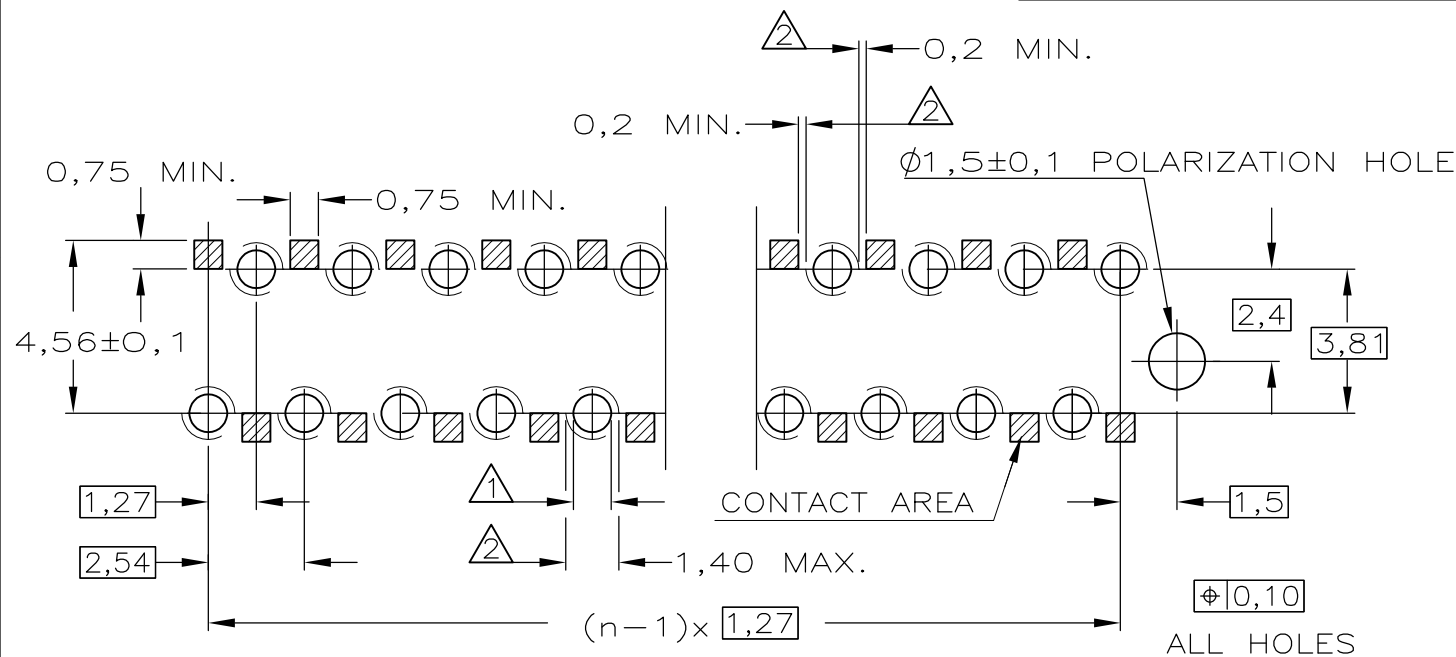 2
0,2 MIN.
0,2 MIN.
2
Ø1,5±0,1 POLARIZATION HOLE
0,75 MIN.
0,75 MIN.
2,4
4,56±0,1
3,81
1,27
1
CONTACT AREA
1,5
2,54
2
1,40 MAX.
⌖ 0,10
(n-1)x 1,27
ALL HOLES